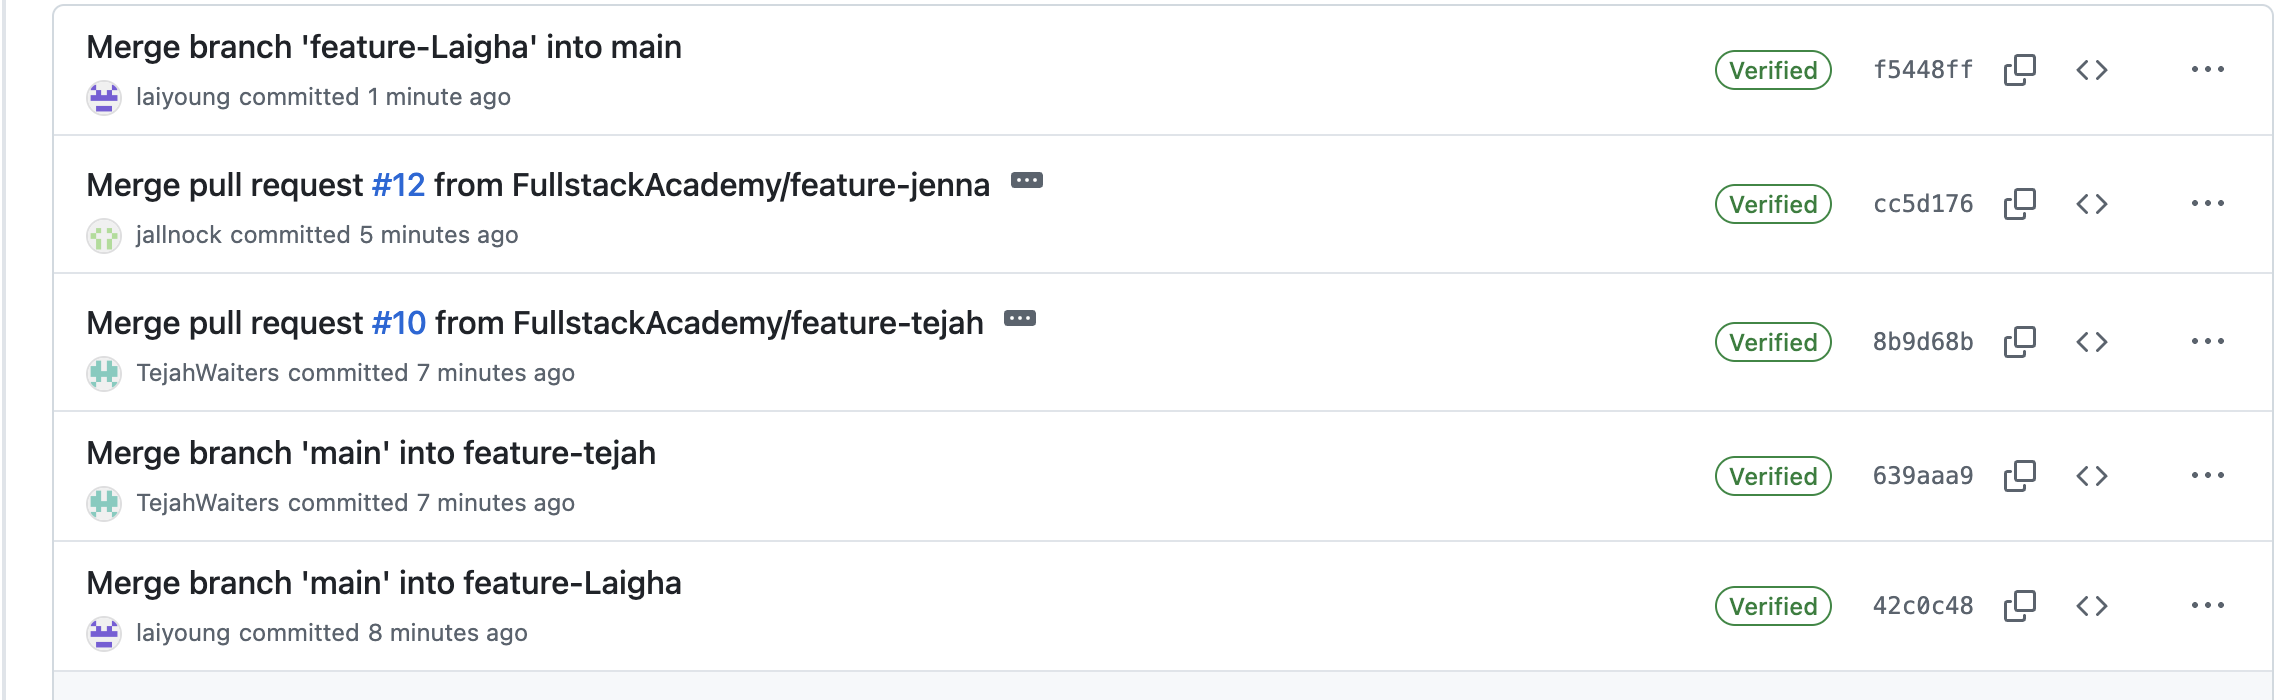 Merge branch 'feature-Laigha' into main
laiyoung committed 1 minute ago
Verified
f5448ff
Merge pull request #12 from FullstackAcademy/feature-jenna
jallnock committed 5 minutes ago
Verified
cc5d176
Merge pull request #10 from FullstackAcademy/feature-tejah
TejahWaiters committed 7 minutes ago
Verified
8b9d68b
Merge branch 'main' into feature-tejah
TejahWaiters committed 7 minutes ago
Verified
639aaa9
Merge branch 'main' into feature-Laigha
laiyoung committed 8 minutes ago
Verified
42c0c48